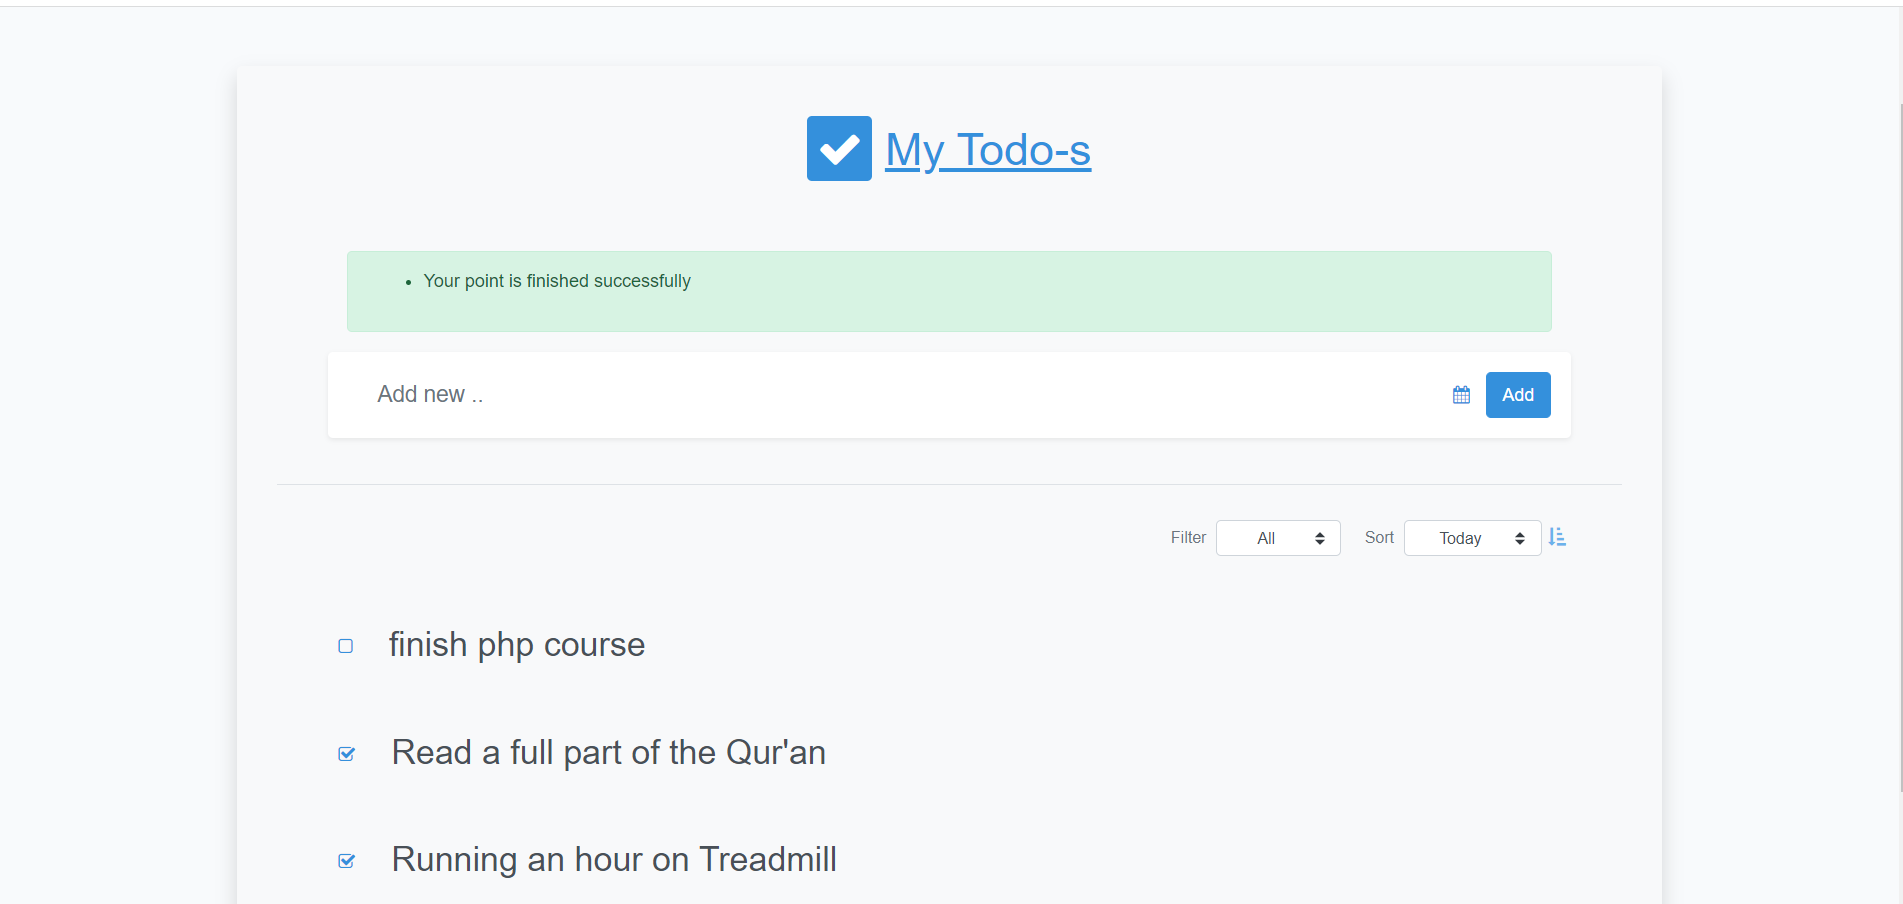 My Todo-s
Your point is finished successfully
Add new ..
Add
Filter All Sort Today
finish php course
Read a full part of the Qur'an
Running an hour on Treadmill